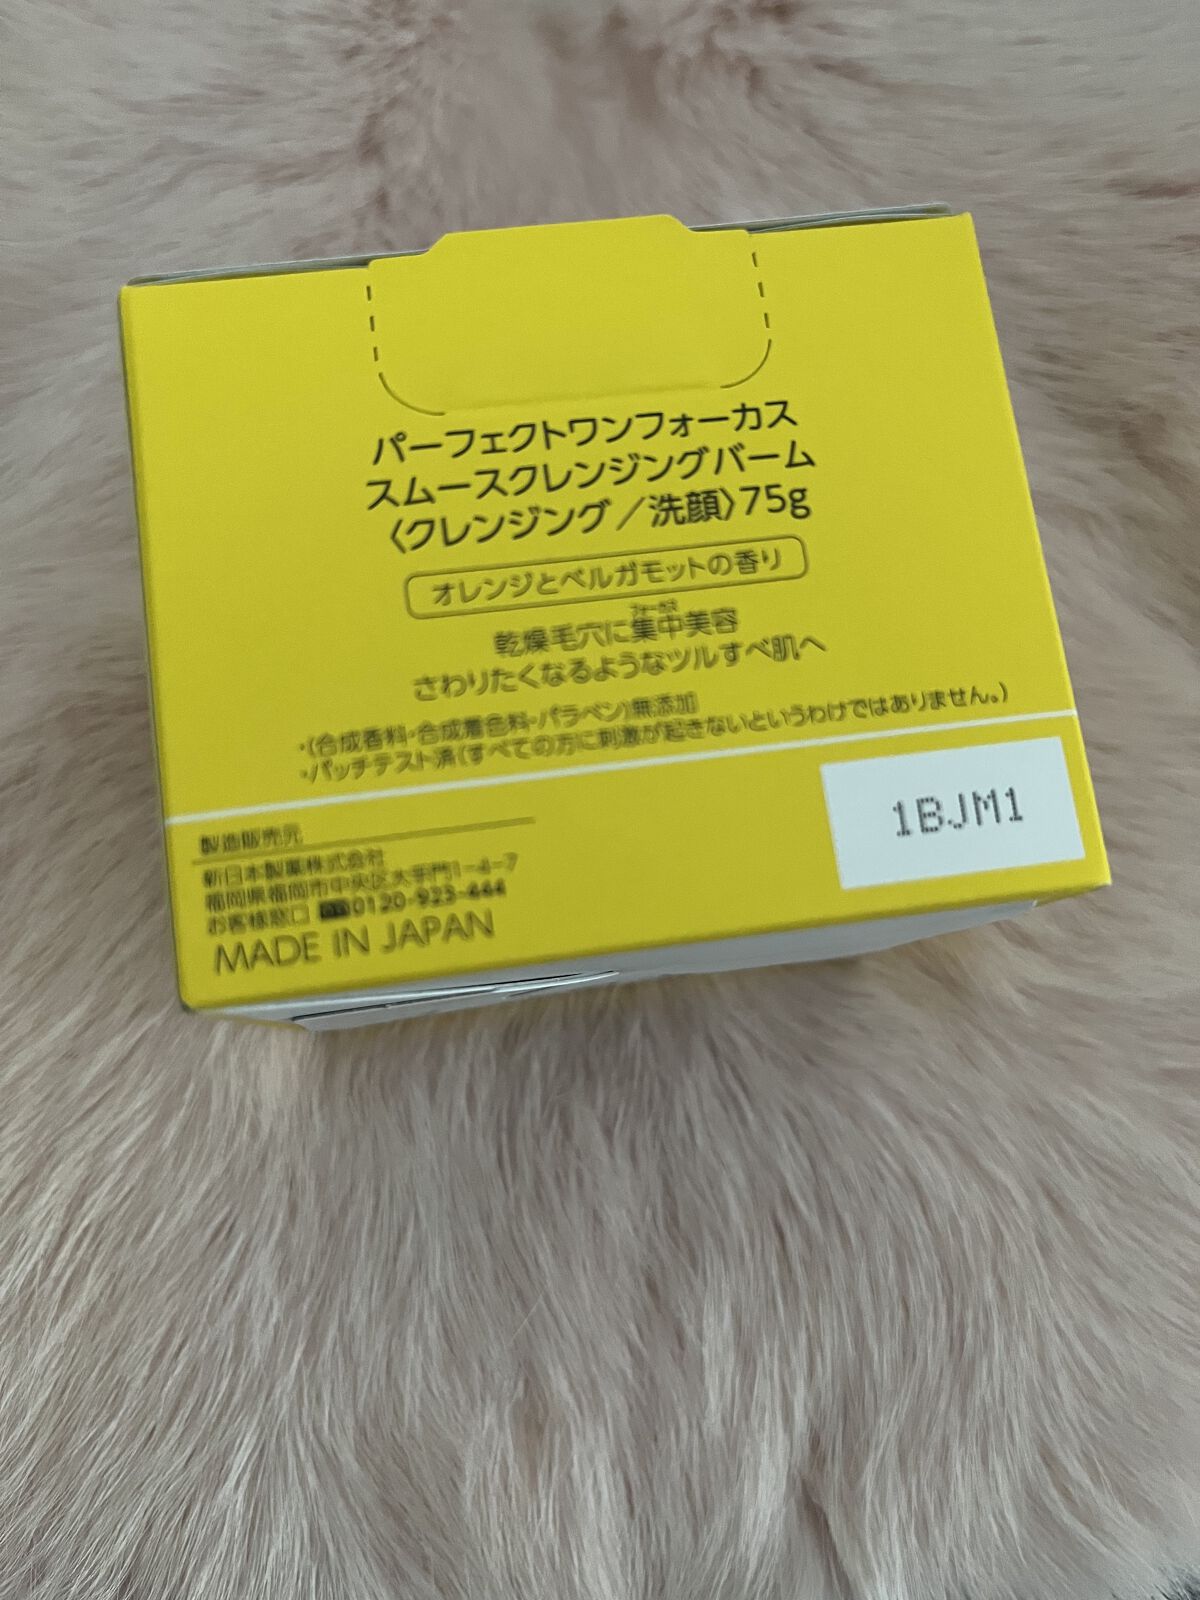 パーフェクトワンフォーカス
スムースクレンジングバーム
〈クレンジング／洗顔〉75g
オレンジとベルガモットの香り
フォーカス
乾燥毛穴に集中美容
さわりたくなるようなツルすべ肌へ
・(合成香料・合成着色料・パラベン)無添加
・パッチテスト済(すべての方に刺激が起きないというわけではありません。)
製造販売元
新日本製薬株式会社
福岡県福岡市中央区大手門1-4-7
お客様窓口 0120-923-444
MADE IN JAPAN
1BJM1